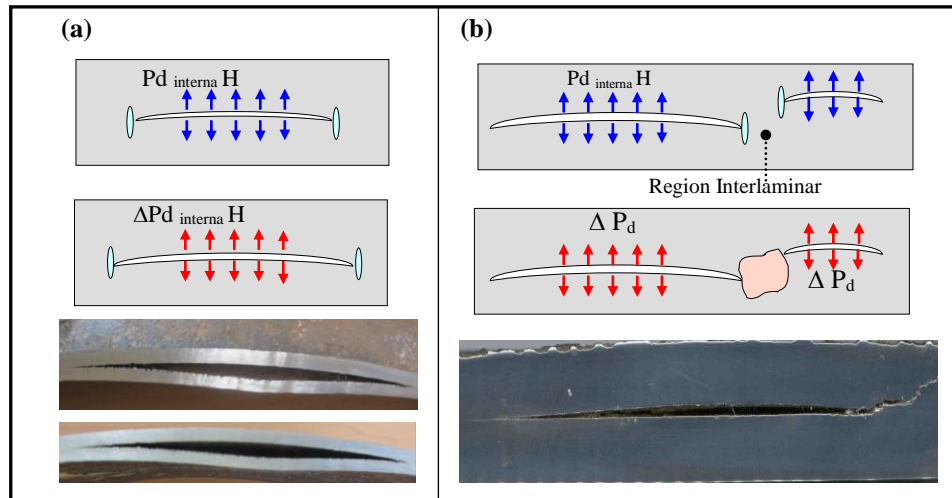 (a)
Pd interna H
ΔPd interna H
(b)
Pd interna H
Region Interlaminar
Δ Pd
Δ Pd